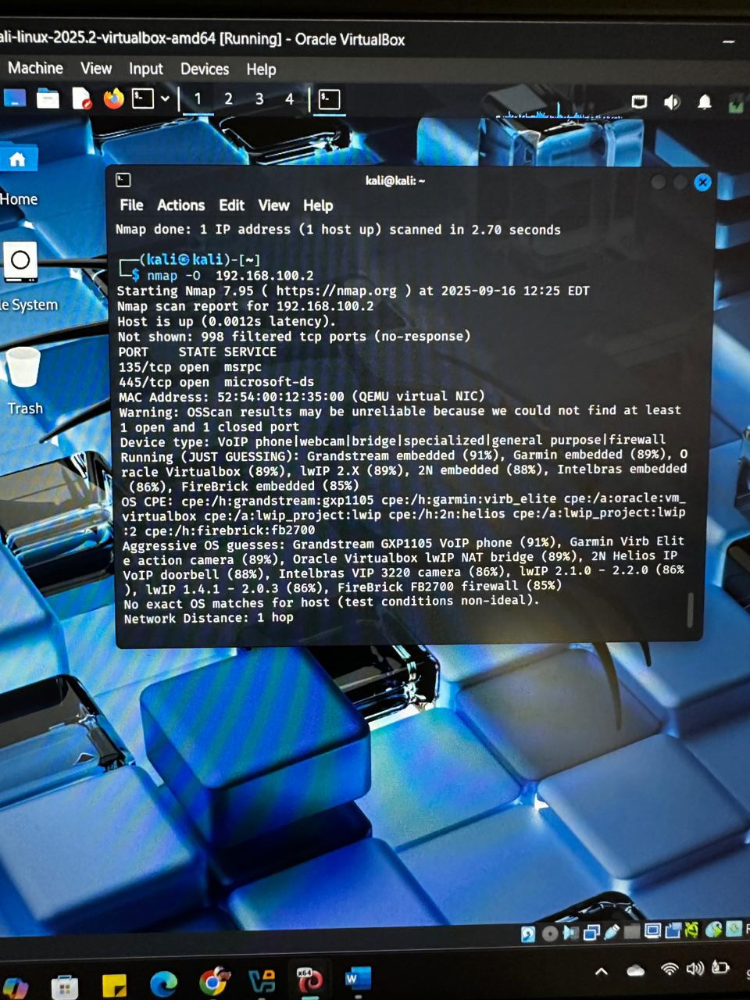 ali-linux-2025.2-virtualbox-amd64 [Running] - Oracle VirtualBox
Machine View Input Devices Help
1 2 3 4
Home
kali@kali: ~
File Actions Edit View Help
Nmap done: 1 IP address (1 host up) scanned in 2.70 seconds
┌──(kali㉿kali)-[~]
└─$ nmap -O  192.168.100.2
Starting Nmap 7.95 ( https://nmap.org ) at 2025-09-16 12:25 EDT
Nmap scan report for 192.168.100.2
Host is up (0.0012s latency).
Not shown: 998 filtered tcp ports (no-response)
PORT    STATE SERVICE
135/tcp open  msrpc
445/tcp open  microsoft-ds
MAC Address: 52:54:00:12:35:00 (QEMU virtual NIC)
Warning: OSScan results may be unreliable because we could not find at least
1 open and 1 closed port
Device type: VoIP phone|webcam|bridge|specialized|general purpose|firewall
Running (JUST GUESSING): Grandstream embedded (91%), Garmin embedded (89%), O
racle Virtualbox (89%), lwIP 2.X (89%), 2N embedded (88%), Intelbras embedded
(86%), FireBrick embedded (85%)
OS CPE: cpe:/h:grandstream:gxp1105 cpe:/h:garmin:virb_elite cpe:/a:oracle:vm_
virtualbox cpe:/a:lwip_project:lwip cpe:/h:2n:helios cpe:/a:lwip_project:lwip
:2 cpe:/h:firebrick:fb2700
Aggressive OS guesses: Grandstream GXP1105 VoIP phone (91%), Garmin Virb Elit
e action camera (89%), Oracle Virtualbox lwIP NAT bridge (89%), 2N Helios IP
VoIP doorbell (88%), Intelbras VIP 3220 camera (86%), lwIP 2.1.0 - 2.2.0 (86%
), lwIP 1.4.1 - 2.0.3 (86%), FireBrick FB2700 firewall (85%)
No exact OS matches for host (test conditions non-ideal).
Network Distance: 1 hop
le System
Trash
x64
W